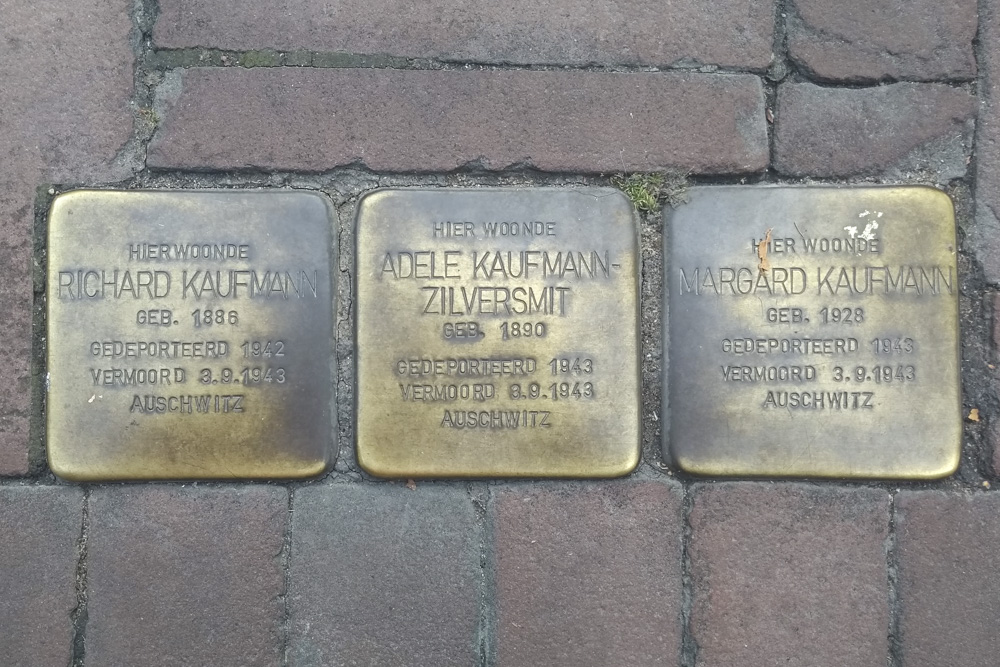 HIER WOONDE
RICHARD KAUFMANN
GEB. 1886
GEDEPORTEERD 1942
VERMOORD 3.9.1943
AUSCHWITZ
HIER WOONDE
ADELE KAUFMANN-
ZILVERSMIT
GEB. 1890
GEDEPORTEERD 1943
VERMOORD 3.9.1943
AUSCHWITZ
HIER WOONDE
MARGARD KAUFMANN
GEB. 1928
GEDEPORTEERD 1943
VERMOORD 3.9.1943
AUSCHWITZ